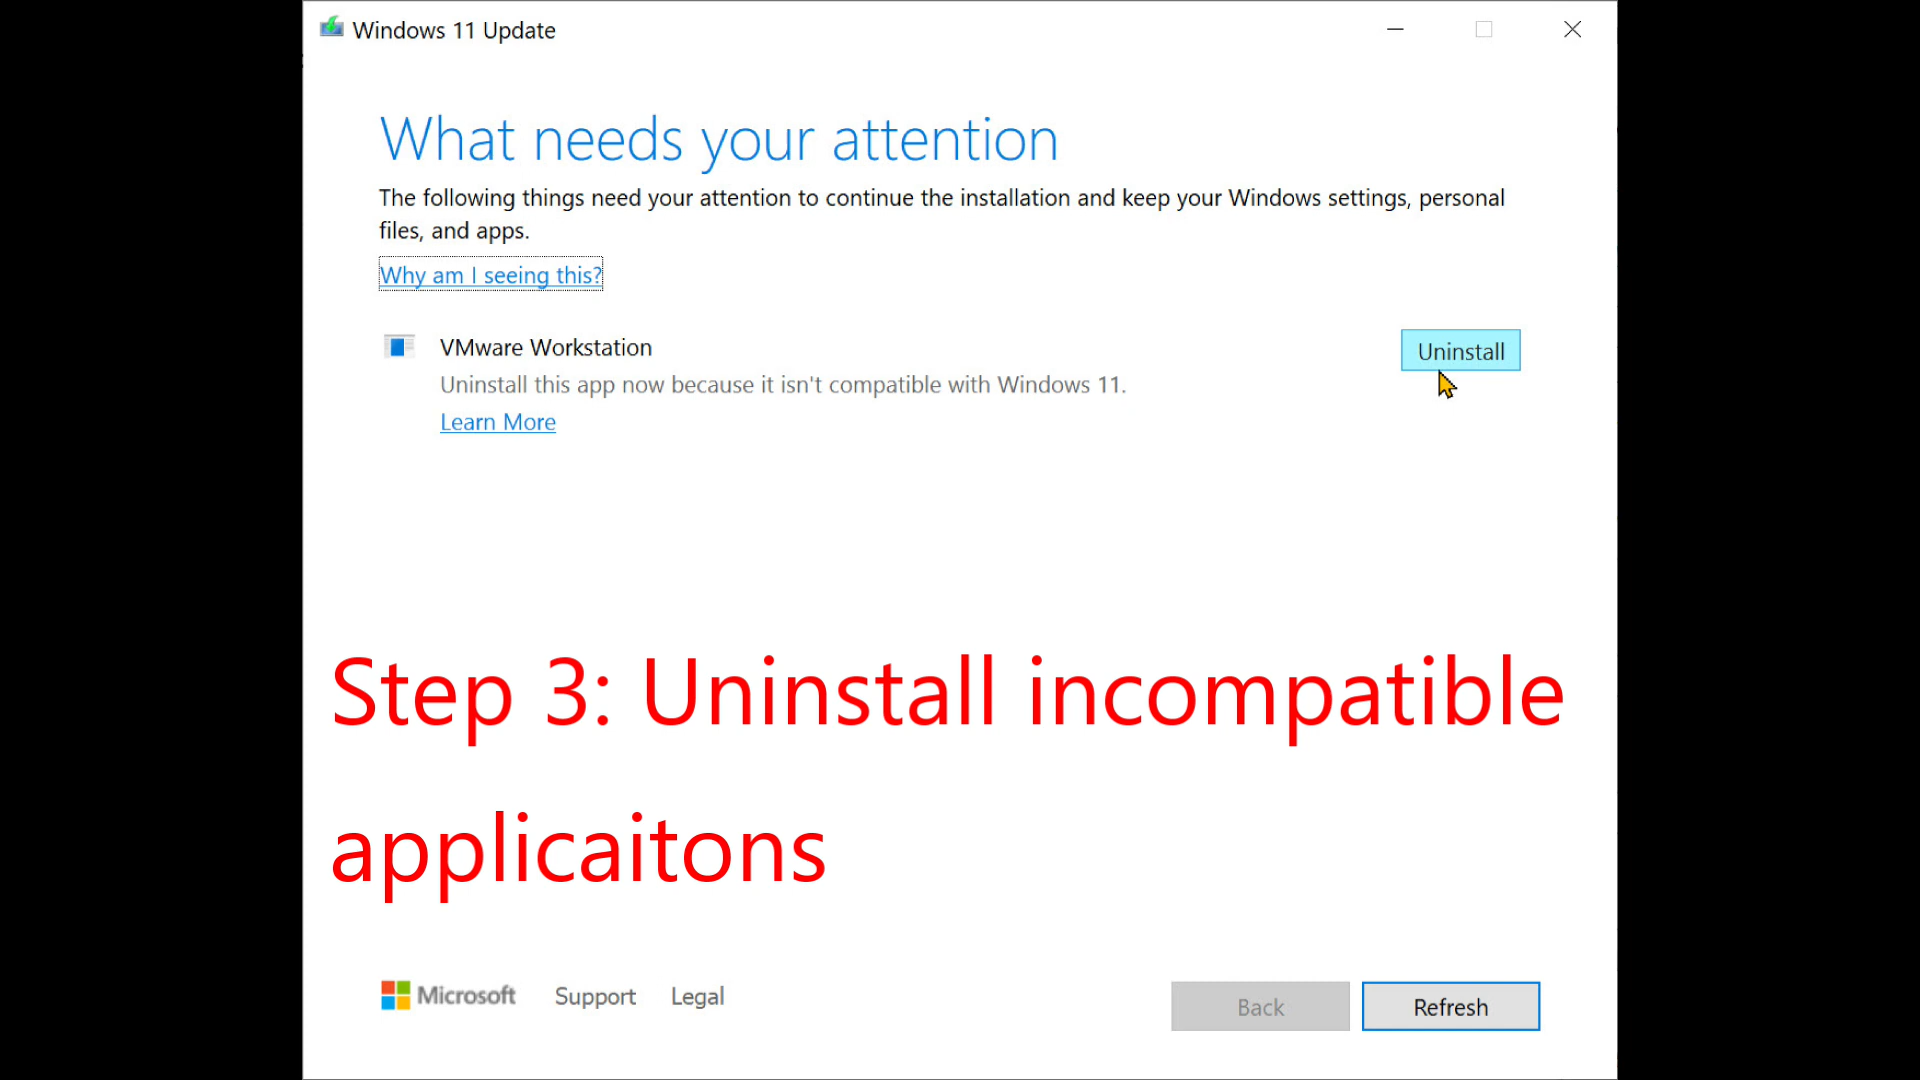 Windows 11 Update
What needs your attention
The following things need your attention to continue the installation and keep your Windows settings, personal
files, and apps.
Why am I seeing this?
VMware Workstation
Uninstall
Uninstall this app now because it isn't compatible with Windows 11.
Learn More
Step 3: Uninstall incompatible
applicaitons
Microsoft Support Legal
Back Refresh